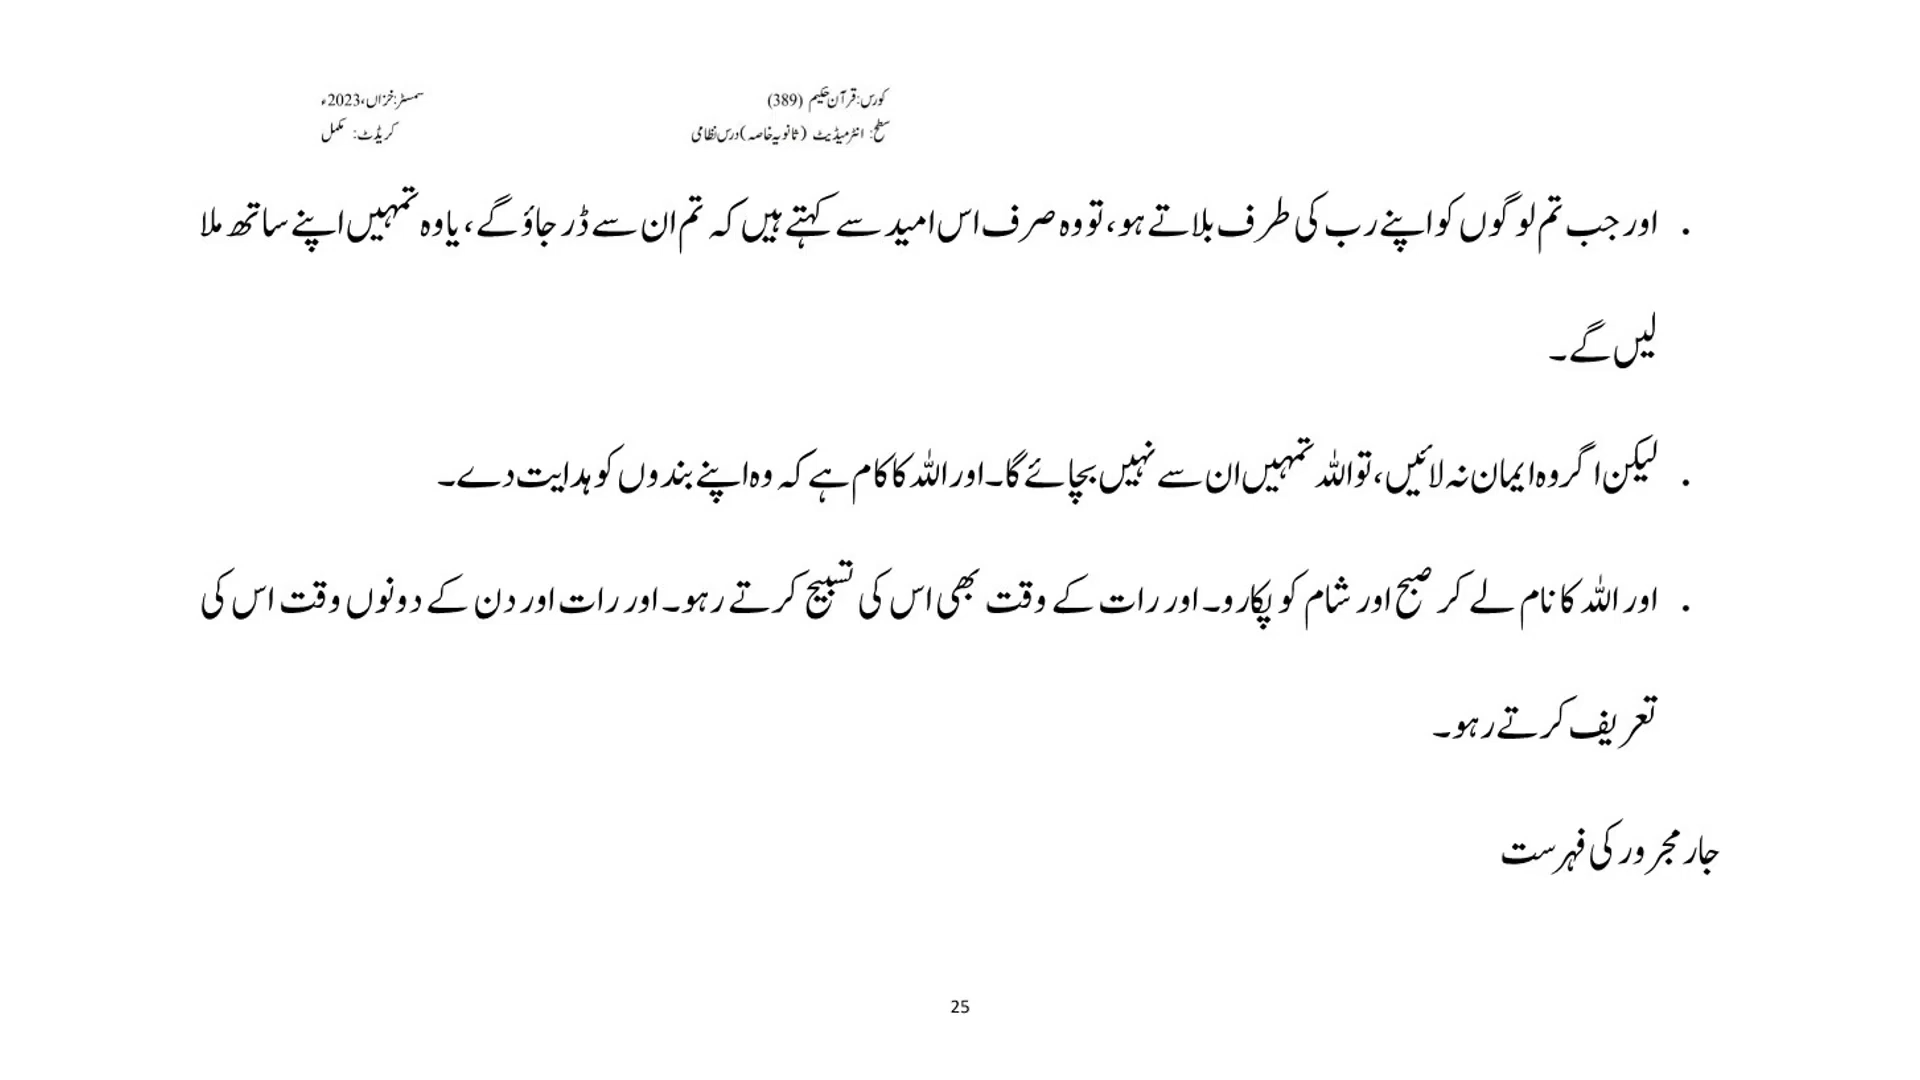 کورس: قرآن حکیم (389) سمسٹر: خزاں، 2023ء
سطح: انٹرمیڈیٹ (ثانویہ خاصہ) درس نظامی کریڈٹ: مکمل
. اور جب تم لوگوں کو اپنے رب کی طرف بلاتے ہو، تو وہ صرف اس امید سے کہتے ہیں کہ تم ان سے ڈر جاؤ گے، یا وہ تمہیں اپنے ساتھ ملا
لیں گے۔
. لیکن اگر وہ ایمان نہ لائیں، تو اللہ تمہیں ان سے نہیں بچائے گا۔ اور اللہ کا کام ہے کہ وہ اپنے بندوں کو ہدایت دے۔
. اور اللہ کا نام لے کر صبح اور شام کو پکارو۔ اور رات کے وقت بھی اس کی تسبیح کرتے رہو۔ اور رات اور دن کے دونوں وقت اس کی
تعریف کرتے رہو۔
جار مجرور کی فہرست
25